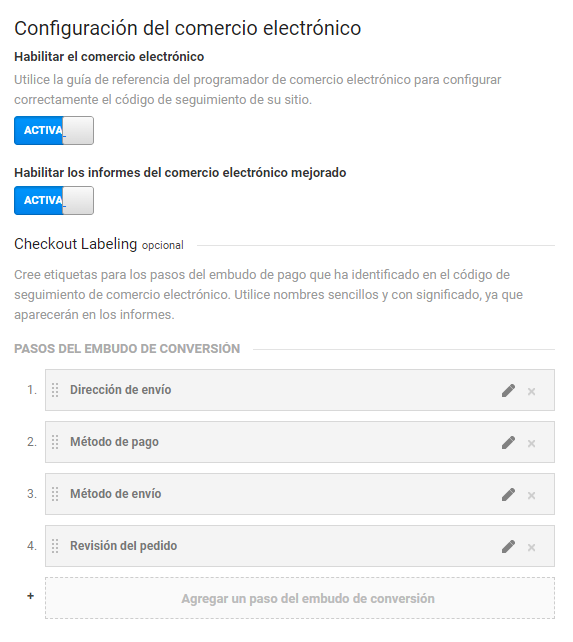 Configuración del comercio electrónico
Habilitar el comercio electrónico
Utilice la guía de referencia del programador de comercio electrónico para configurar
correctamente el código de seguimiento de su sitio.
ACTIVA
Habilitar los informes del comercio electrónico mejorado
ACTIVA
Checkout Labeling opcional
Cree etiquetas para los pasos del embudo de pago que ha identificado en el código de
seguimiento de comercio electrónico. Utilice nombres sencillos y con significado, ya que
aparecerán en los informes.
PASOS DEL EMBUDO DE CONVERSIÓN
1. Dirección de envío ×
2. Método de pago ×
3. Método de envío ×
4. Revisión del pedido ×
+ Agregar un paso del embudo de conversión